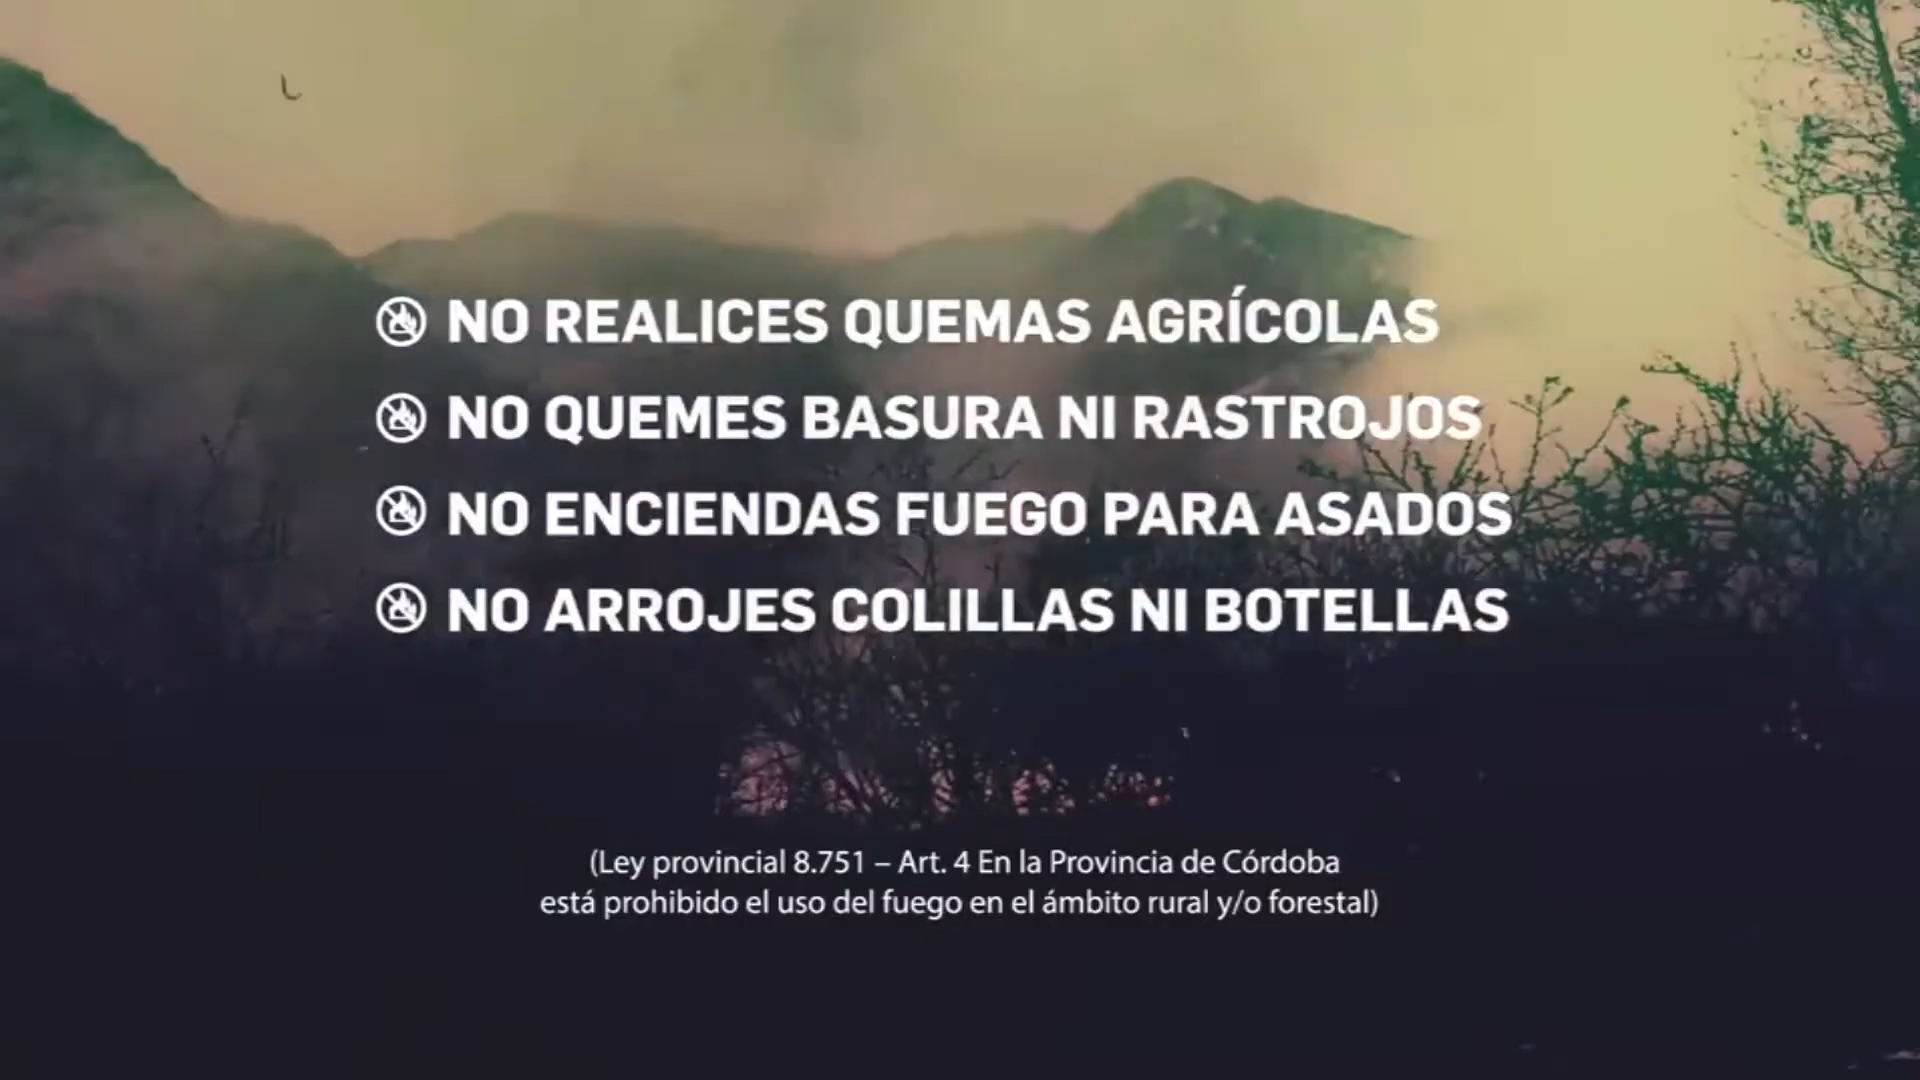 NO REALICES QUEMAS AGRÍCOLAS
NO QUEMES BASURA NI RASTROJOS
NO ENCIENDAS FUEGO PARA ASADOS
NO ARROJES COLILLAS NI BOTELLAS
(Ley provincial 8.751 – Art. 4 En la Provincia de Córdoba
está prohibido el uso del fuego en el ámbito rural y/o forestal)